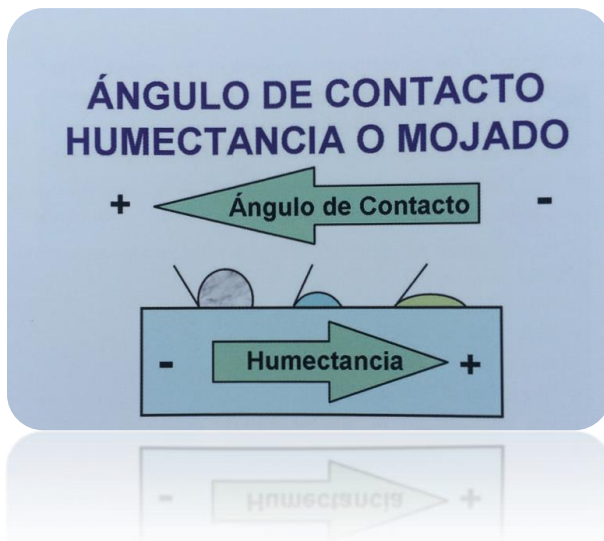 ÁNGULO DE CONTACTO
HUMECTANCIA O MOJADO
+ Ángulo de Contacto -
- Humectancia +